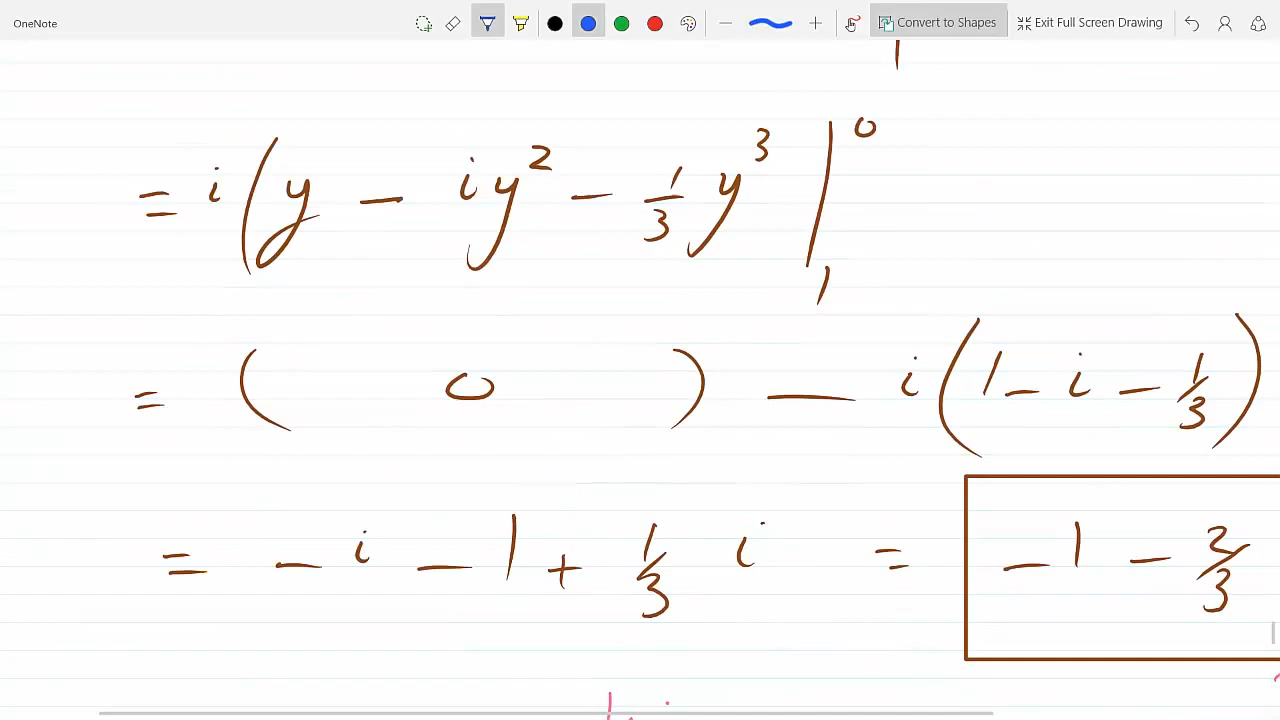 OneNote Convert to Shapes Exit Full Screen Drawing
1
= i ( y - iy² - 1/3 y³ ) |₁⁰
= ( 0 ) - i ( 1 - i - 1/3 )
= - i - 1 + 1/3 i = - 1 - 2/3